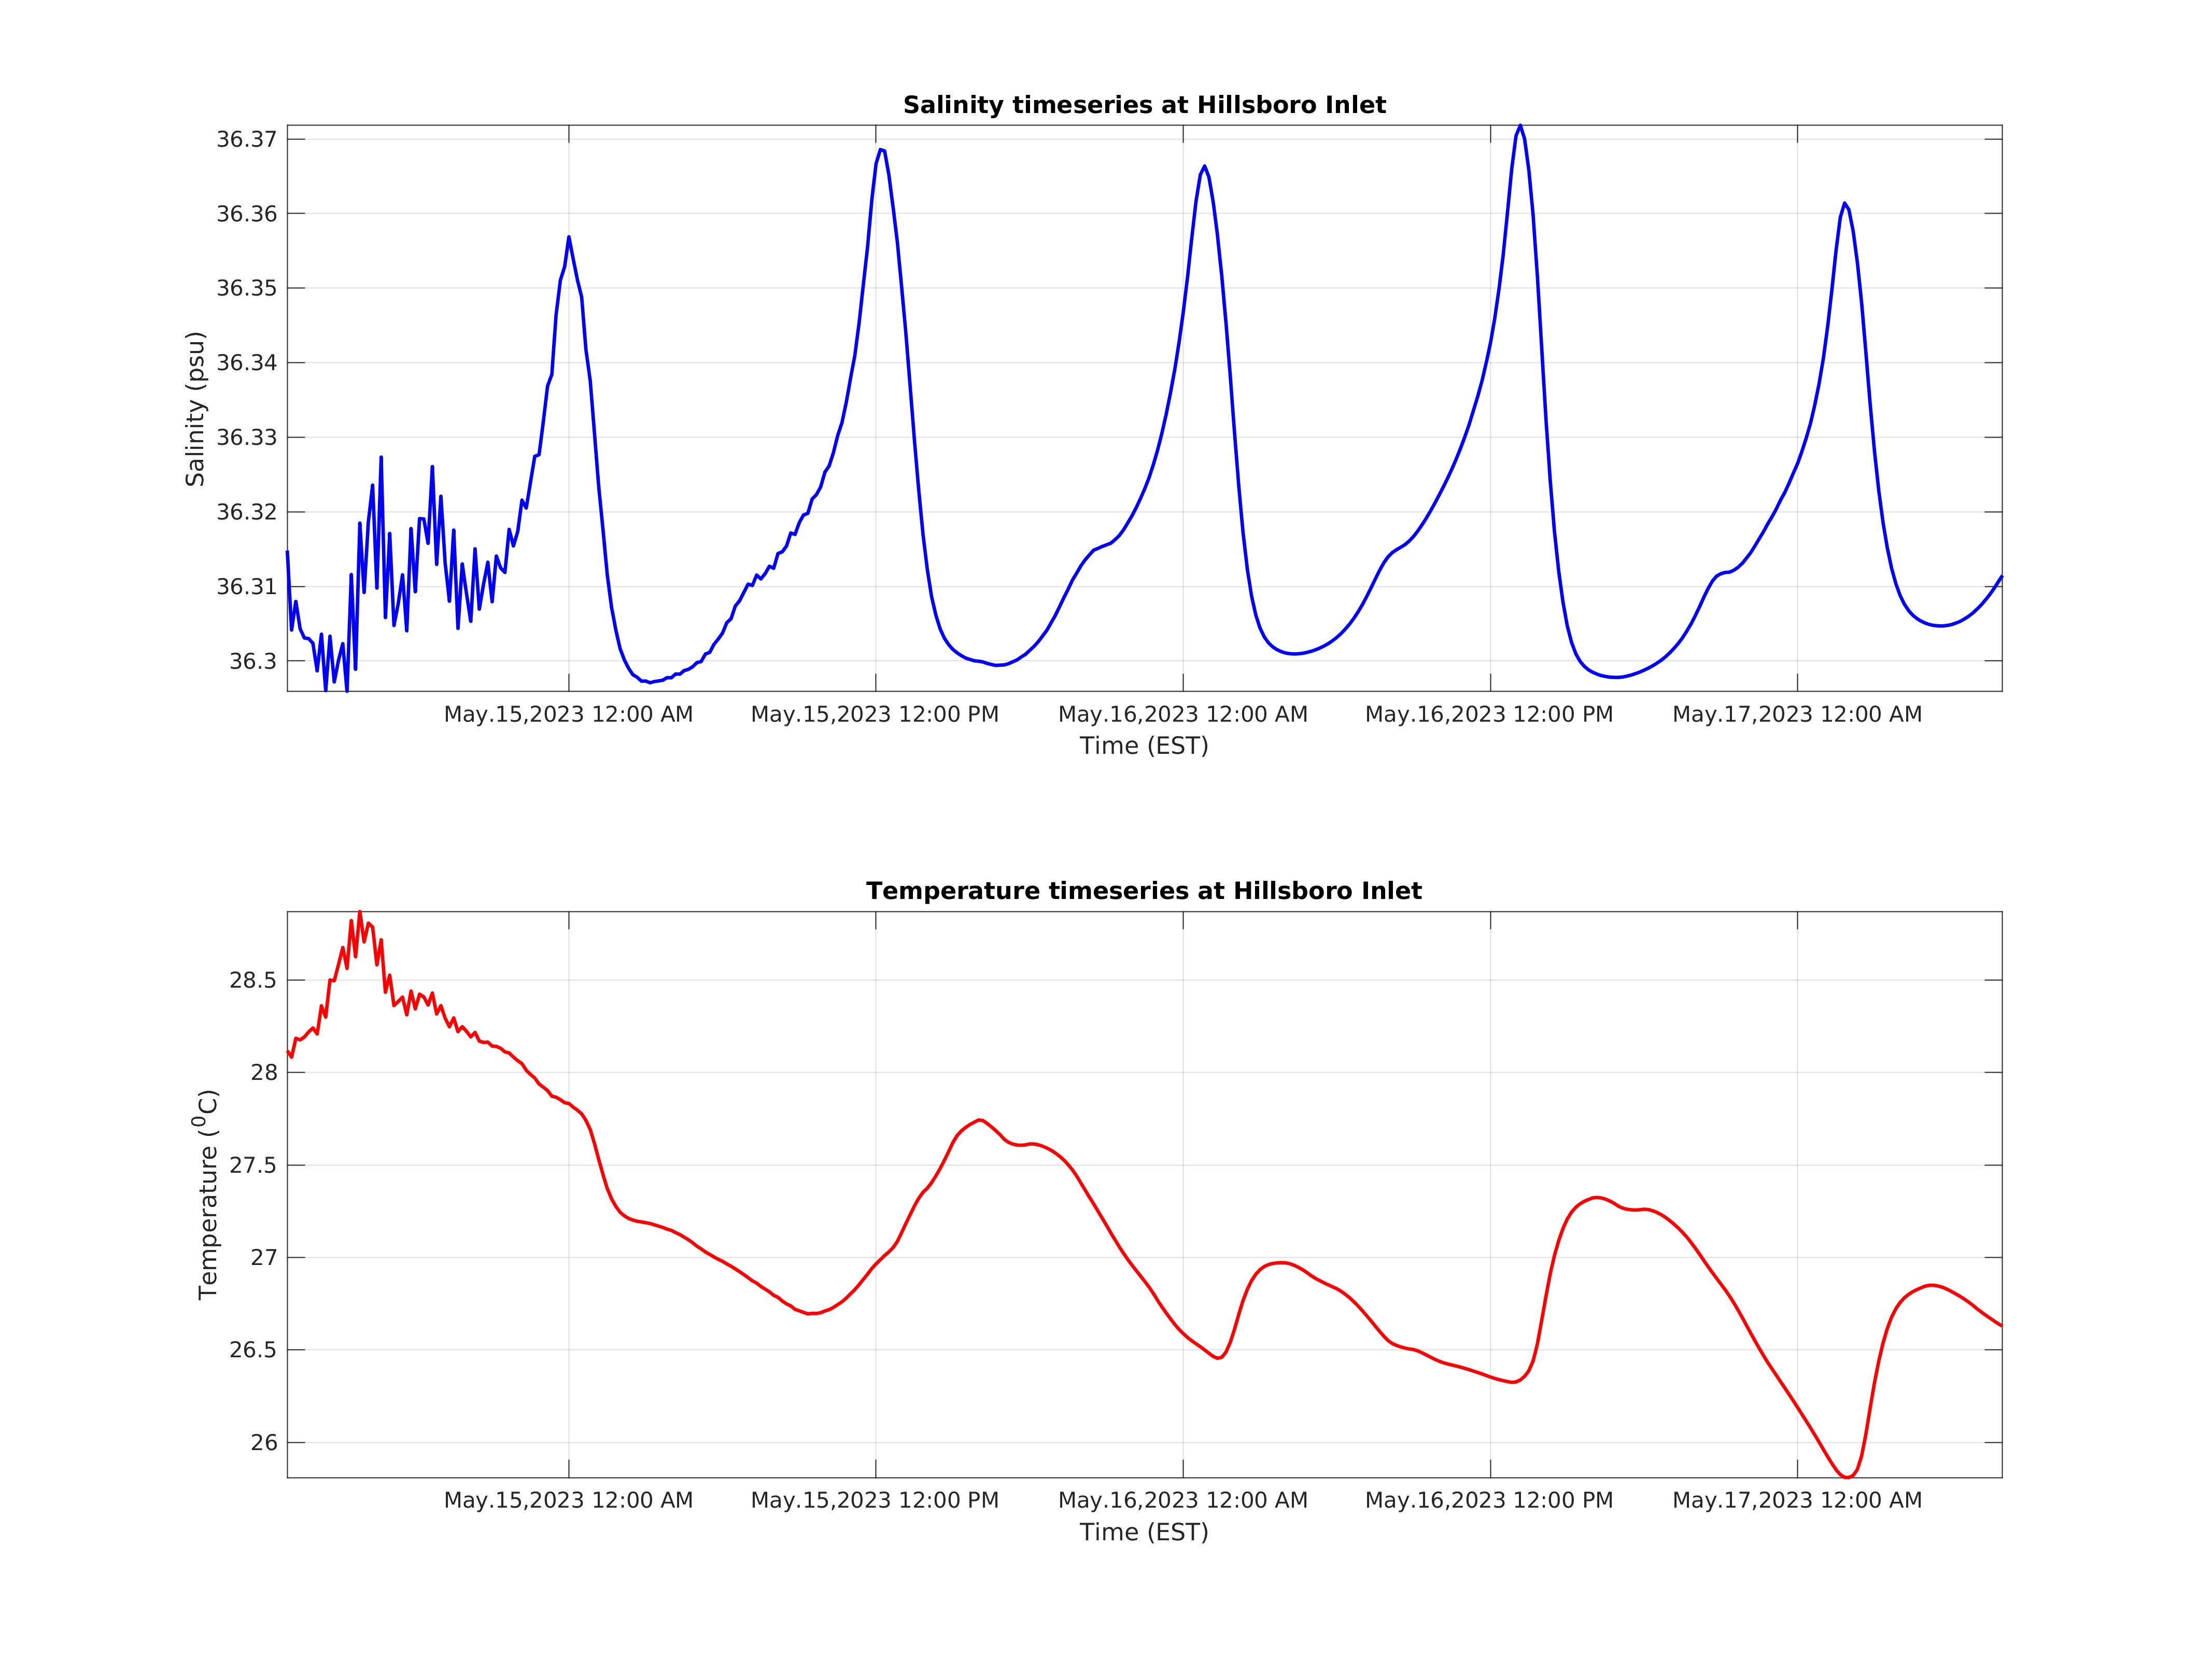 Salinity timeseries at Hillsboro Inlet
Salinity (psu)
36.37
36.36
36.35
36.34
36.33
36.32
36.31
36.3
May.15,2023 12:00 AM May.15,2023 12:00 PM May.16,2023 12:00 AM May.16,2023 12:00 PM May.17,2023 12:00 AM
Time (EST)
Temperature timeseries at Hillsboro Inlet
Temperature (⁰C)
28.5
28
27.5
27
26.5
26
May.15,2023 12:00 AM May.15,2023 12:00 PM May.16,2023 12:00 AM May.16,2023 12:00 PM May.17,2023 12:00 AM
Time (EST)